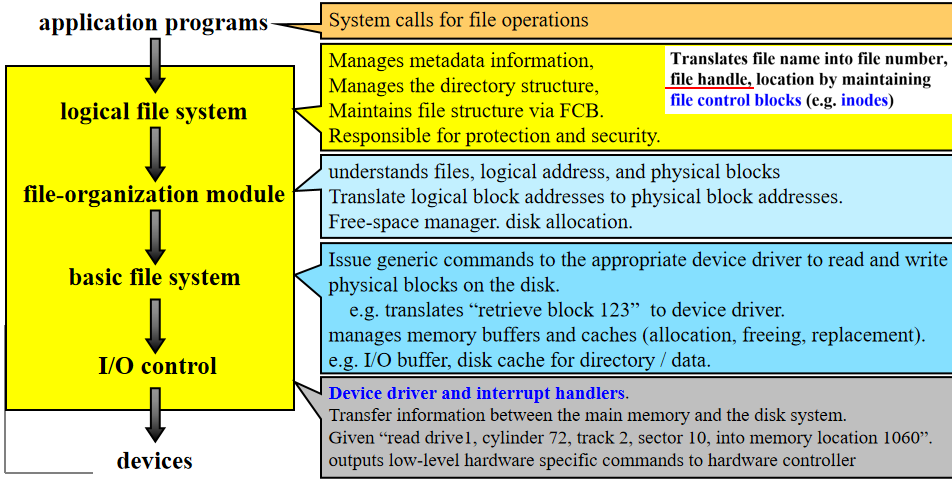 application programs
System calls for file operations
logical file system
Manages metadata information,
Manages the directory structure,
Maintains file structure via FCB.
Responsible for protection and security.
Translates file name into file number,
file handle, location by maintaining
file control blocks (e.g. inodes)
file-organization module
understands files, logical address, and physical blocks
Translate logical block addresses to physical block addresses.
Free-space manager. disk allocation.
basic file system
Issue generic commands to the appropriate device driver to read and write
physical blocks on the disk.
e.g. translates “retrieve block 123” to device driver.
manages memory buffers and caches (allocation, freeing, replacement).
e.g. I/O buffer, disk cache for directory / data.
I/O control
Device driver and interrupt handlers.
Transfer information between the main memory and the disk system.
Given “read drive1, cylinder 72, track 2, sector 10, into memory location 1060”.
outputs low-level hardware specific commands to hardware controller
devices